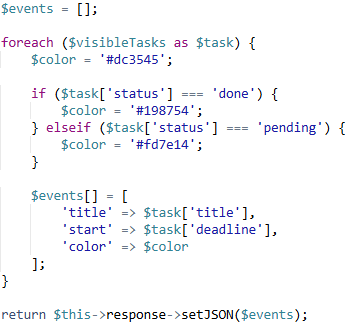 $events = [];

foreach ($visibleTasks as $task) {
    $color = '#dc3545';

    if ($task['status'] === 'done') {
        $color = '#198754';
    } elseif ($task['status'] === 'pending') {
        $color = '#fd7e14';
    }

    $events[] = [
        'title' => $task['title'],
        'start' => $task['deadline'],
        'color' => $color
    ];
}

return $this->response->setJSON($events);